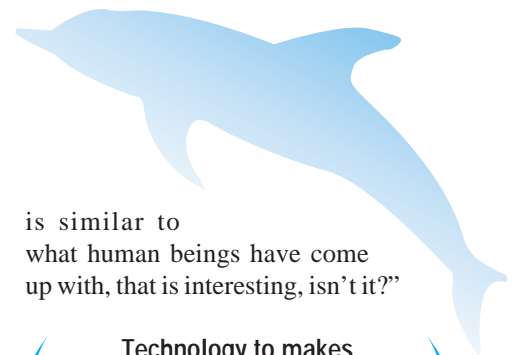 is similar to
what human beings have come
up with, that is interesting, isn’t it?”
Technology to makes